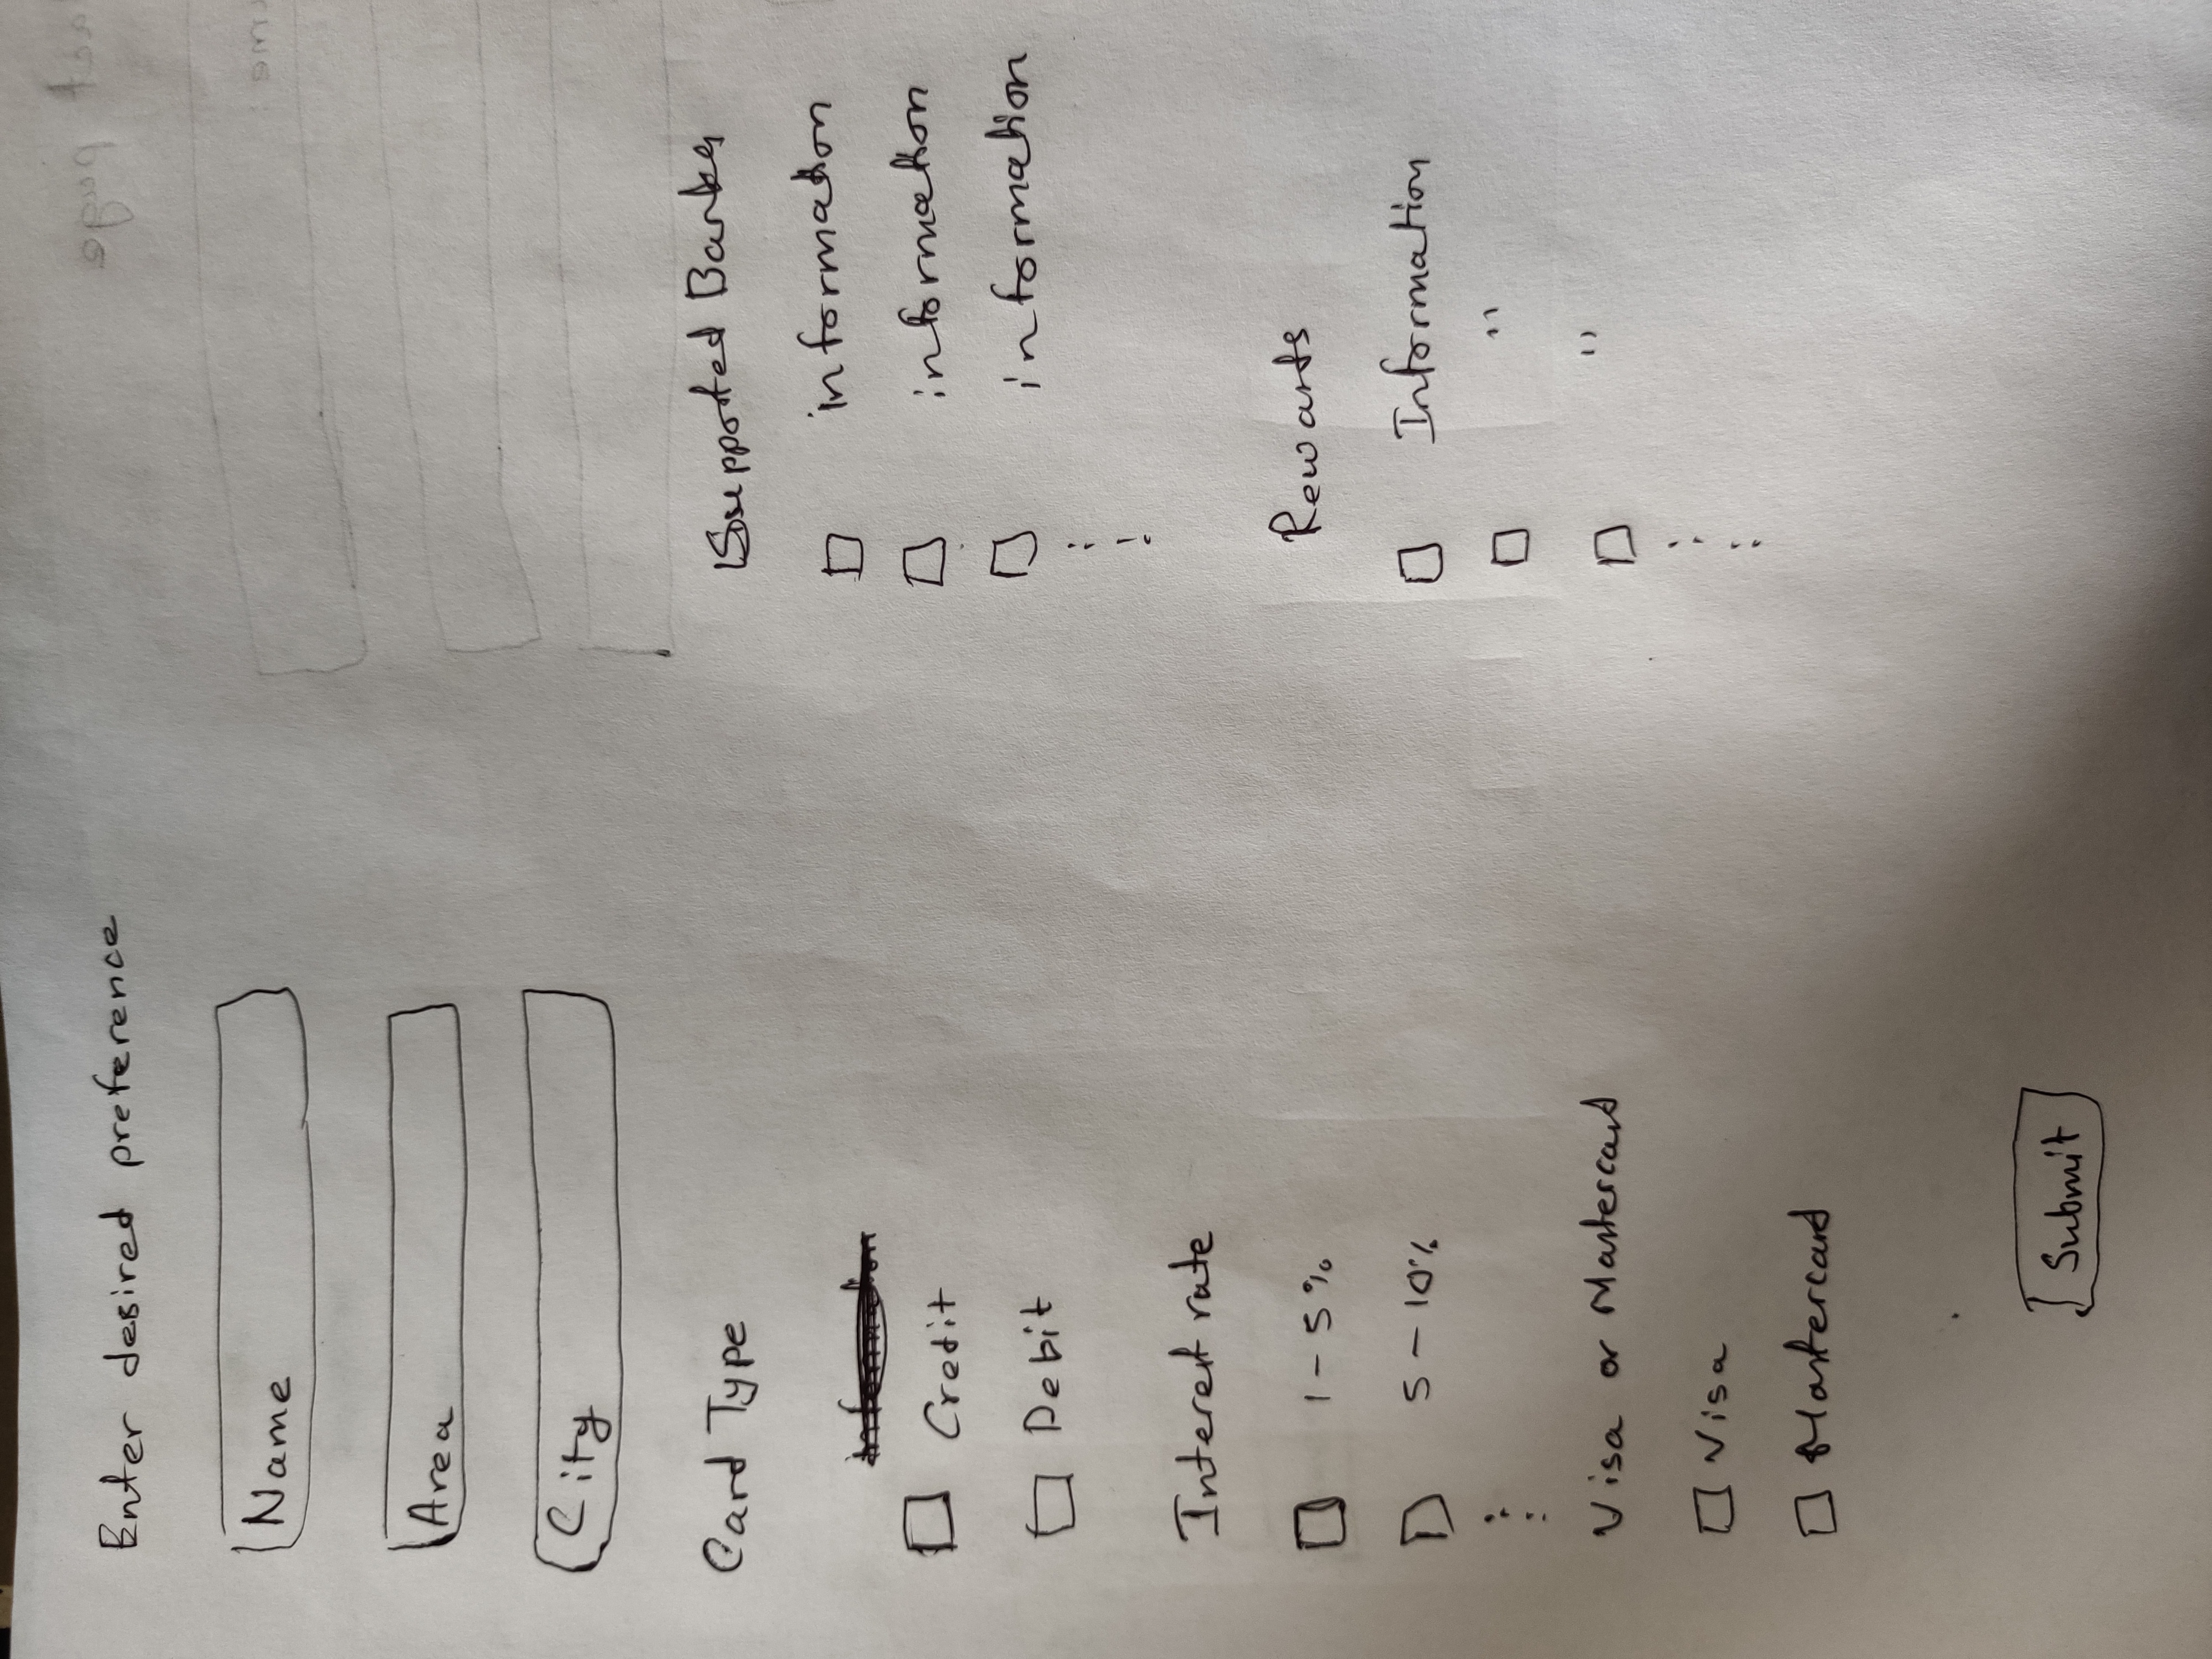 Enter desired preference
Name
Area
City
Card Type
Credit
Debit
Interest rate
1 - 5%
5 - 10%
Visa or Mastercard
Visa
Mastercard
Submit
Supported Banks
information
information
information
Rewards
Information
"
"